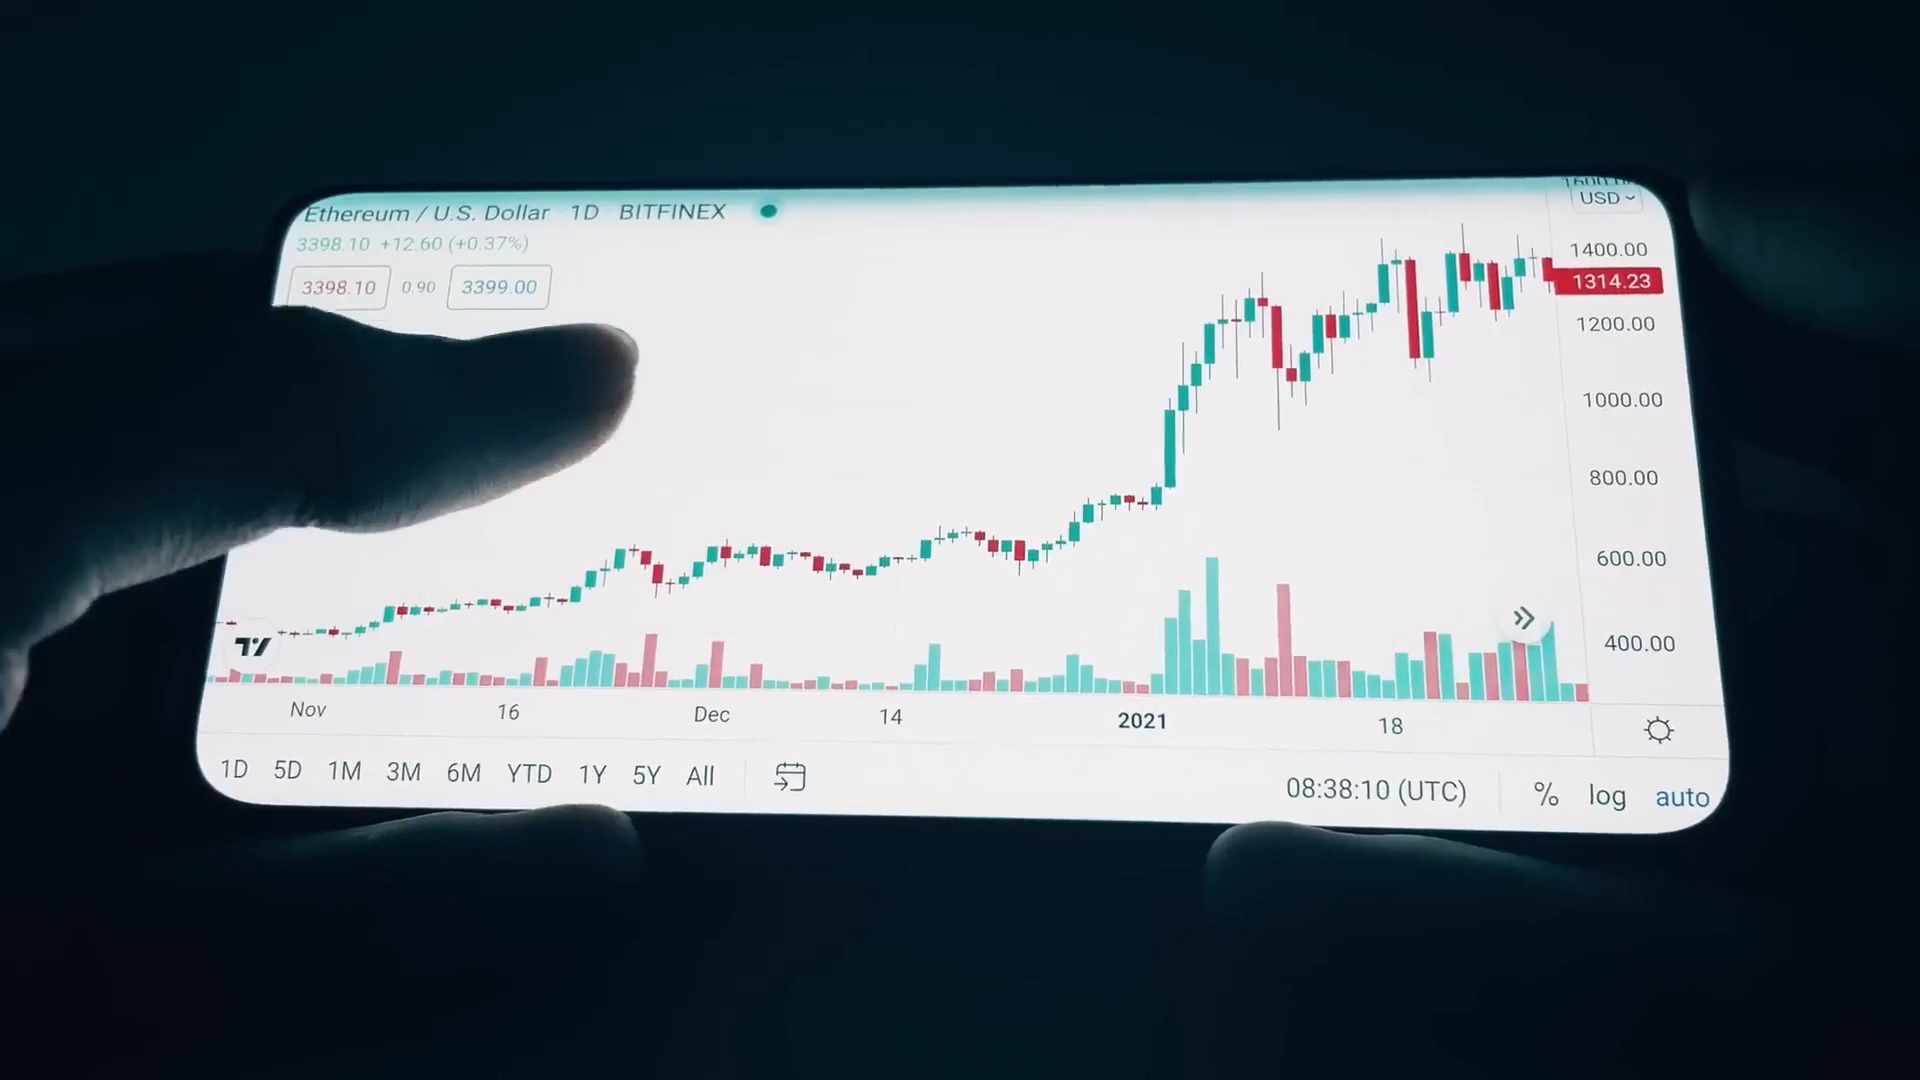 Ethereum / U.S. Dollar 1D BITFINEX
USD
3398.10 +12.60 (+0.37%)
3398.10 0.90 3399.00
1400.00
1314.23
1200.00
1000.00
800.00
600.00
400.00
Nov 16 Dec 14 2021 18
1D 5D 1M 3M 6M YTD 1Y 5Y All 08:38:10 (UTC) % log auto